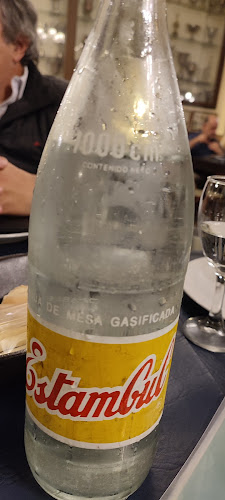 1000 cm³
CONTENIDO NETO
DE MESA GASIFICADA
Estambul